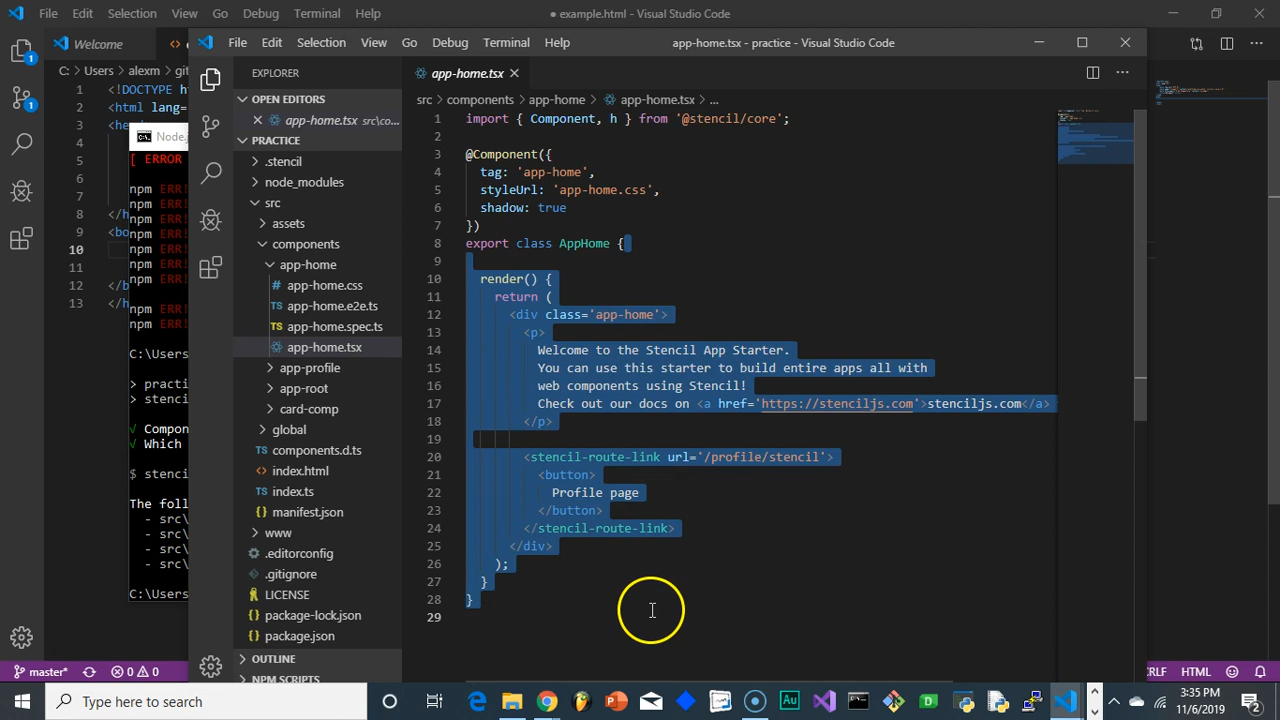 File Edit Selection Debug Terminal Help ● example.html - Visual Studio Code
Welcome
C: Users alexm
1 <!DOCTYPE h
2 <html lang=
3 <he
4
5
6
7
8 </h
9 <bo
10
11
12 </b
13 </h
Node.j
[ ERROR
npm ERR!
npm ERR!
npm ERR!
npm ERR!
npm ERR!
npm ERR!
npm ERR!
npm ERR!
npm ERR!
C:\Users
> practi
> stenci
√ Compon
√ Which
$ stenci
The foll
- src\
- src\
- src\
- src\
C:\Users
File Edit Selection View Go Debug Terminal Help app-home.tsx - practice - Visual Studio Code
EXPLORER
OPEN EDITORS
app-home.tsx src\co...
PRACTICE
.stencil
node_modules
src
assets
components
app-home
# app-home.css
TS app-home.e2e.ts
TS app-home.spec.ts
app-home.tsx
app-profile
app-root
card-comp
global
TS components.d.ts
index.html
TS index.ts
{} manifest.json
www
.editorconfig
.gitignore
LICENSE
{} package-lock.json
{} package.json
OUTLINE
NPM SCRIPTS
app-home.tsx
src > components > app-home > app-home.tsx > ...
1 import { Component, h } from '@stencil/core';
2
3 @Component({
4 tag: 'app-home',
5 styleUrl: 'app-home.css',
6 shadow: true
7 })
8 export class AppHome {
9
10 render() {
11 return (
12 <div class='app-home'>
13 <p>
14 Welcome to the Stencil App Starter.
15 You can use this starter to build entire apps all with
16 web components using Stencil!
17 Check out our docs on <a href='https://stenciljs.com'>stenciljs.com</a>
18 </p>
19
20 <stencil-route-link url='/profile/stencil'>
21 <button>
22 Profile page
23 </button>
24 </stencil-route-link>
25 </div>
26 );
27 }
28 }
29
master* 0 0 CRLF HTML
Type here to search
3:35 PM
11/6/2019